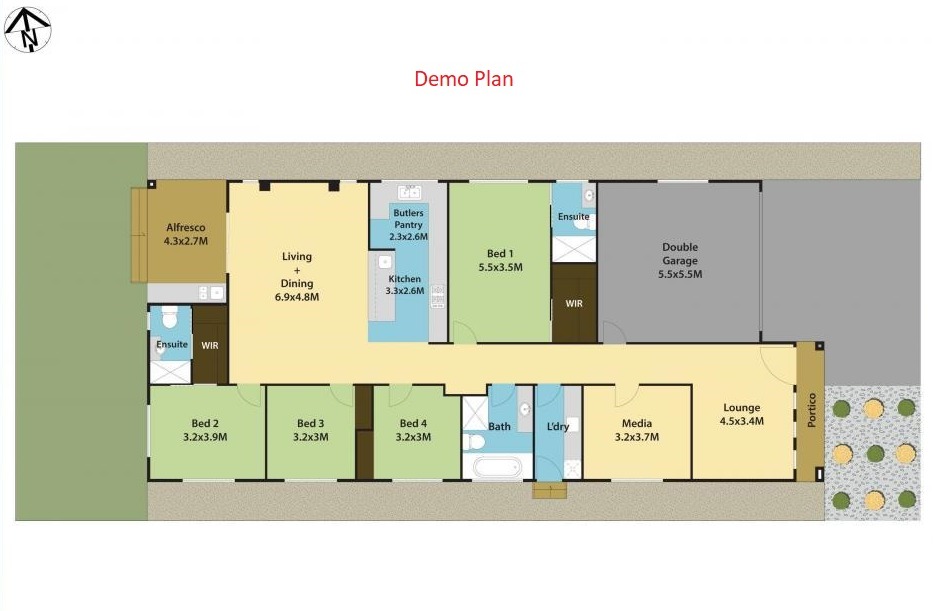 N
Demo Plan
Alfresco
4.3x2.7M
Living
+
Dining
6.9x4.8M
Butlers
Pantry
2.3x2.6M
Kitchen
3.3x2.6M
Bed 1
5.5x3.5M
Ensuite
WIR
Double
Garage
5.5x5.5M
Ensuite
WIR
Bed 2
3.2x3.9M
Bed 3
3.2x3M
Bed 4
3.2x3M
Bath
L'dry
Media
3.2x3.7M
Lounge
4.5x3.4M
Portico